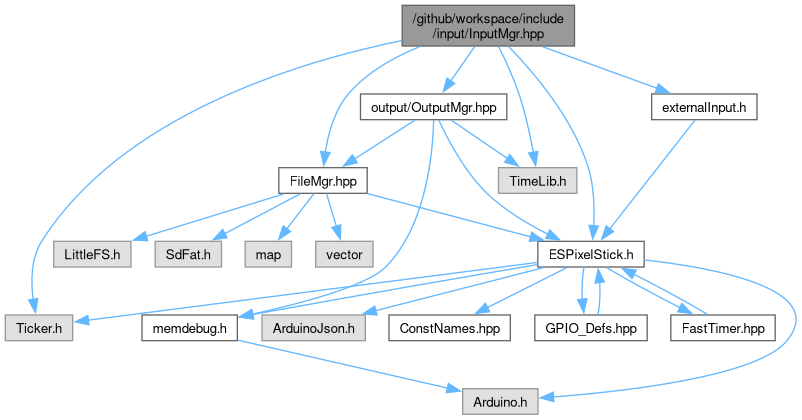 /github/workspace/include
/input/InputMgr.hpp
output/OutputMgr.hpp
externalInput.h
FileMgr.hpp
TimeLib.h
LittleFS.h
SdFat.h
map
vector
ESPixelStick.h
Ticker.h
memdebug.h
ArduinoJson.h
ConstNames.hpp
GPIO_Defs.hpp
FastTimer.hpp
Arduino.h